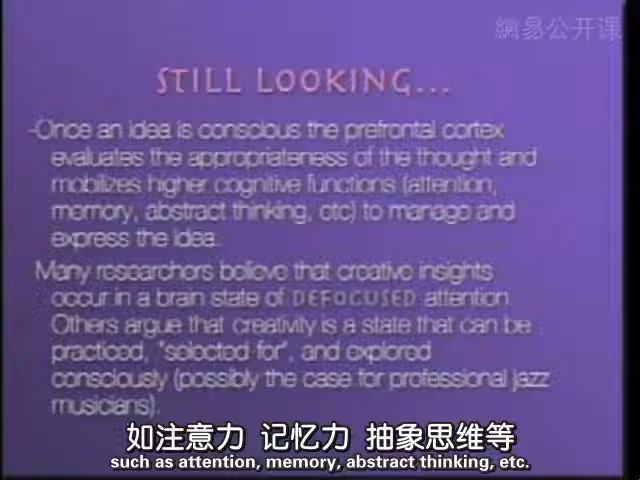 網易公开课
STILL LOOKING...
-Once an idea is conscious the prefrontal cortex
evaluates the appropriateness of the thought and
mobilizes higher cognitive functions (attention,
memory, abstract thinking, etc) to manage and
express the idea.
Many researchers believe that creative insights
occur in a brain state of DEFOCUSED attention.
Others argue that creativity is a state that can be
practiced, "selected for", and explored
consciously (possibly the case for professional jazz
musicians).
如注意力 记忆力 抽象思维等
such as attention, memory, abstract thinking, etc.